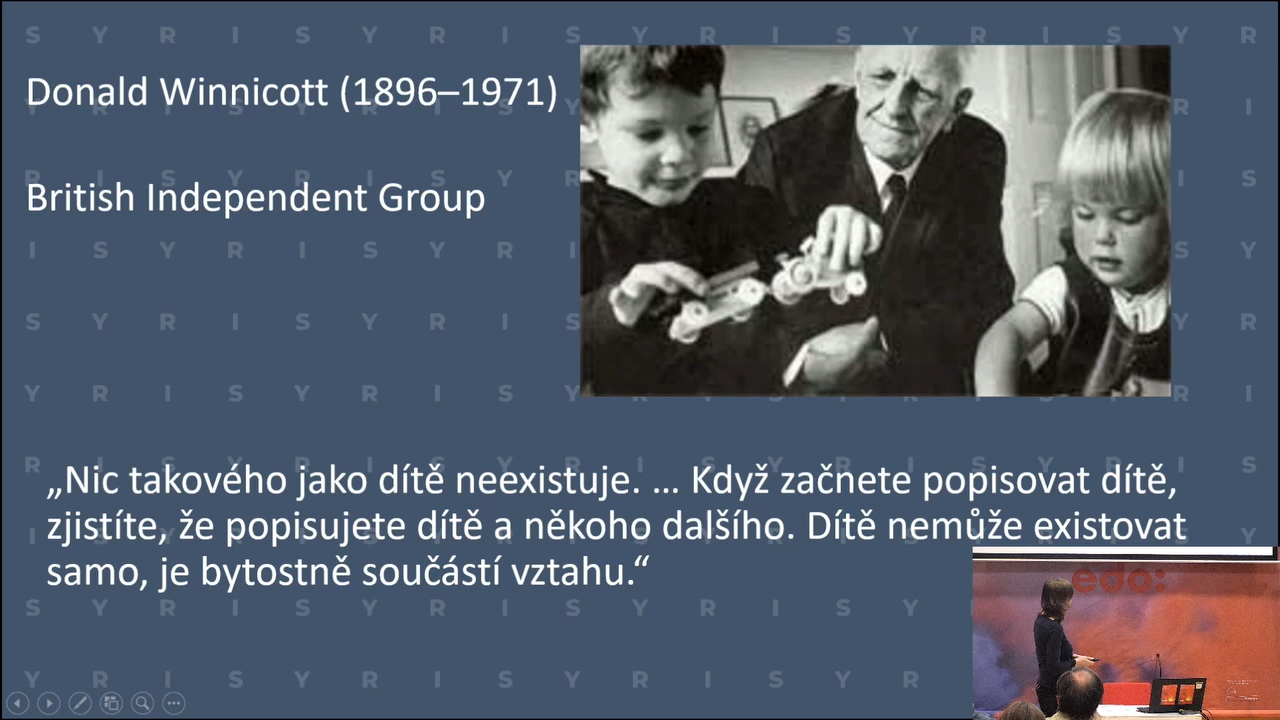 Donald Winnicott (1896–1971)
British Independent Group
„Nic takového jako dítě neexistuje. ... Když začnete popisovat dítě,
zjistíte, že popisujete dítě a někoho dalšího. Dítě nemůže existovat
samo, je bytostně součástí vztahu.“
edo: